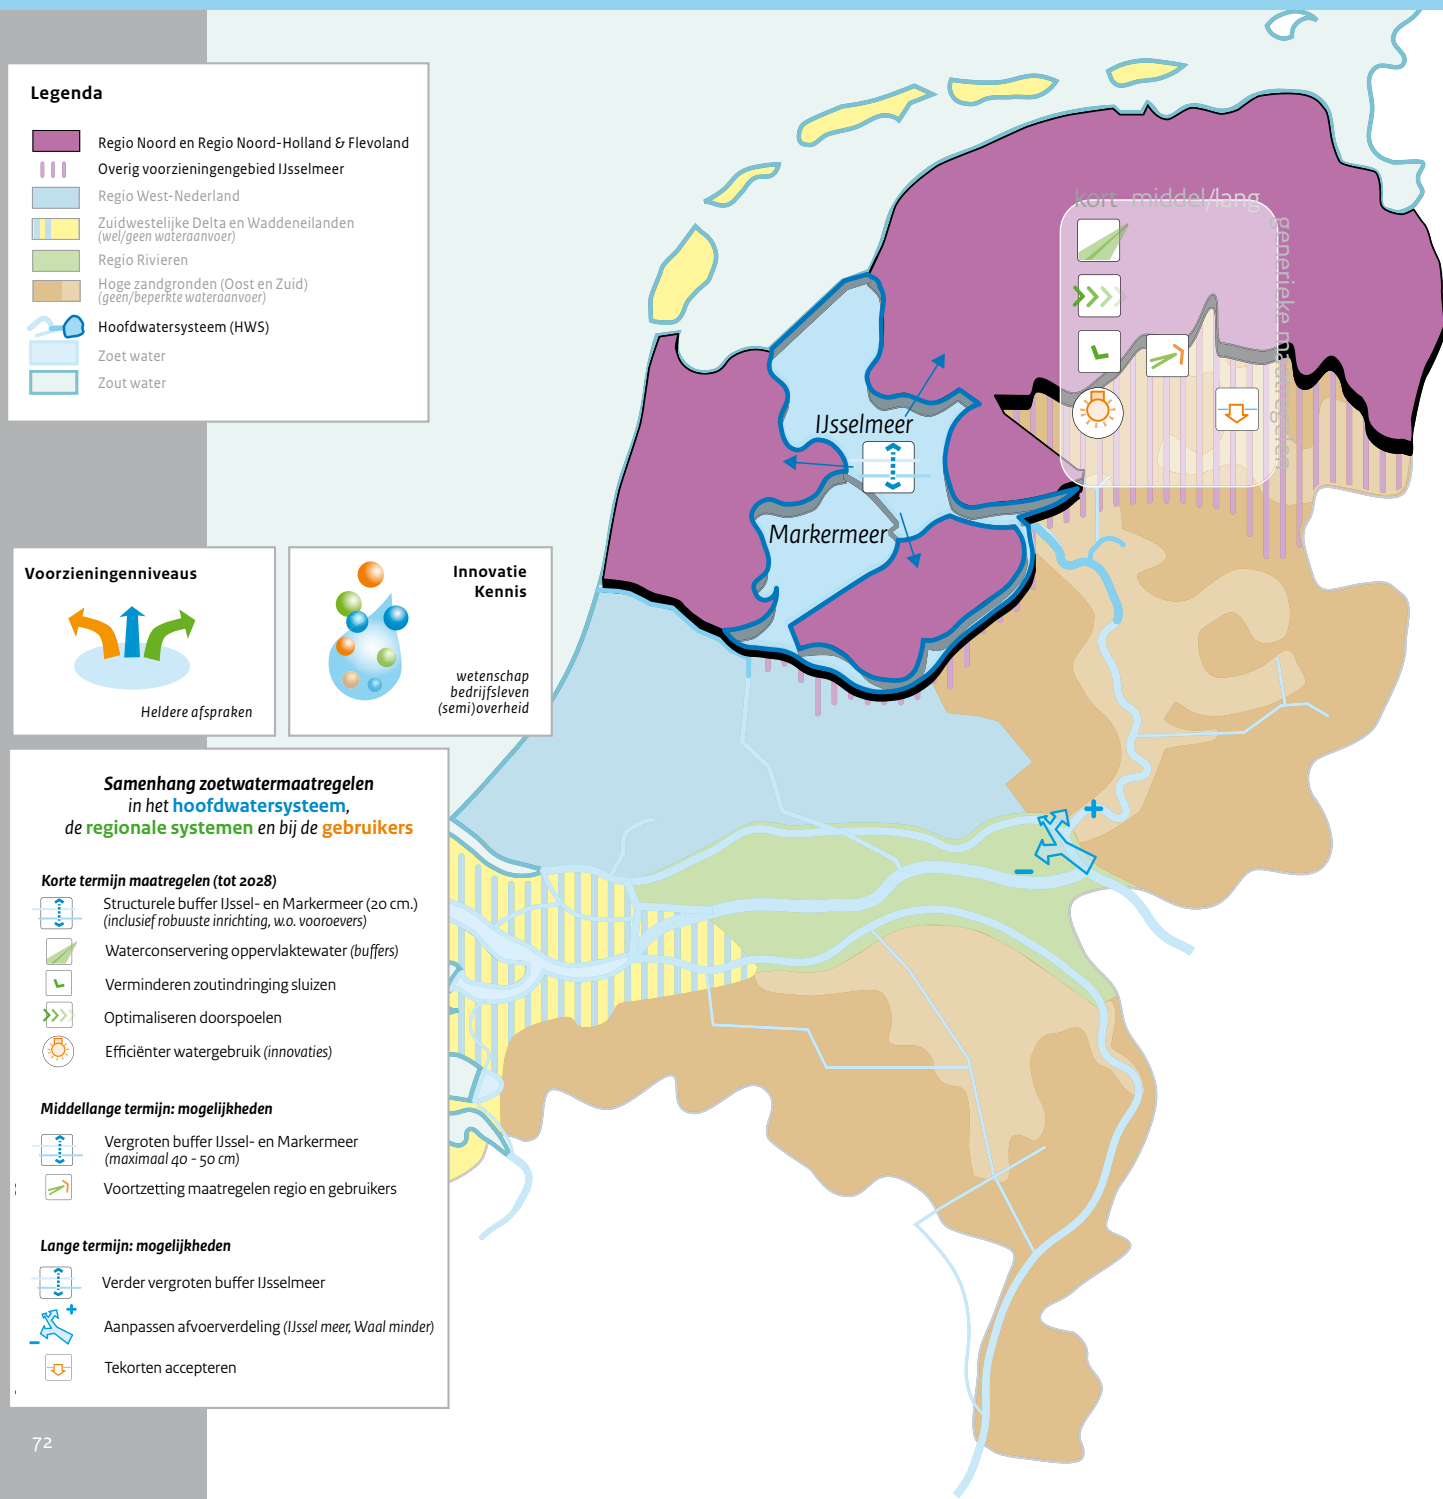 Legenda
Regio Noord en Regio Noord-Holland & Flevoland
Overig voorzieningengebied IJsselmeer
Regio West-Nederland
Zuidwestelijke Delta en Waddeneilanden
(wel/geen wateraanvoer)
Regio Rivieren
Hoge zandgronden (Oost en Zuid)
(geen/beperkte wateraanvoer)
Hoofdwatersysteem (HWS)
Zoet water
Zout water
kort middel/lang
generieke maatregelen
IJsselmeer
Markermeer
Voorzieningenniveaus
Heldere afspraken
Innovatie
Kennis
wetenschap
bedrijfsleven
(semi)overheid
Samenhang zoetwatermaatregelen
in het hoofdwatersysteem,
de regionale systemen en bij de gebruikers
Korte termijn maatregelen (tot 2028)
Structurele buffer IJssel- en Markermeer (20 cm.)
(inclusief robuuste inrichting, w.o. vooroevers)
Waterconservering oppervlaktewater (buffers)
Verminderen zoutindringing sluizen
Optimaliseren doorspoelen
Efficiënter watergebruik (innovaties)
Middellange termijn: mogelijkheden
Vergroten buffer IJssel- en Markermeer
(maximaal 40 - 50 cm)
Voortzetting maatregelen regio en gebruikers
Lange termijn: mogelijkheden
Verder vergroten buffer IJsselmeer
Aanpassen afvoerverdeling (IJssel meer, Waal minder)
Tekorten accepteren
72